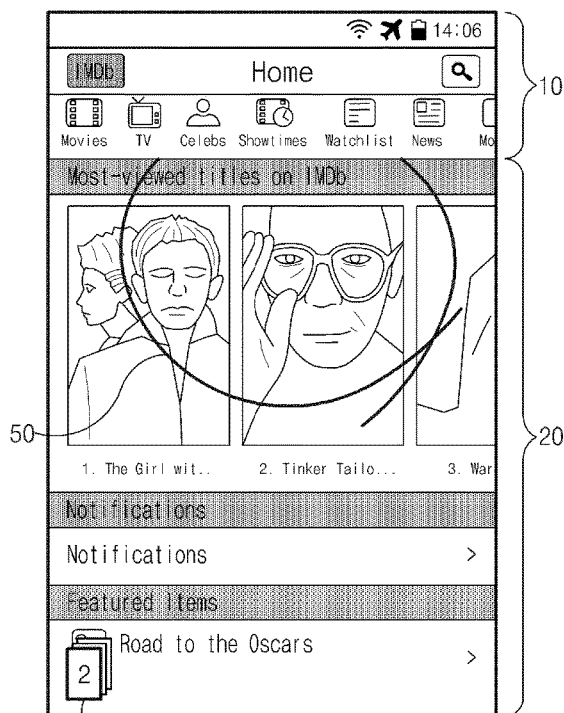 14:06
IMDb Home
10
Movies TV Celebs Showtimes Watchlist News Mo
Most-viewed titles on IMDb
50
20
1. The Girl wit.. 2. Tinker Tailo... 3. War
Notifications
Notifications >
Featured Items
Road to the Oscars >
2